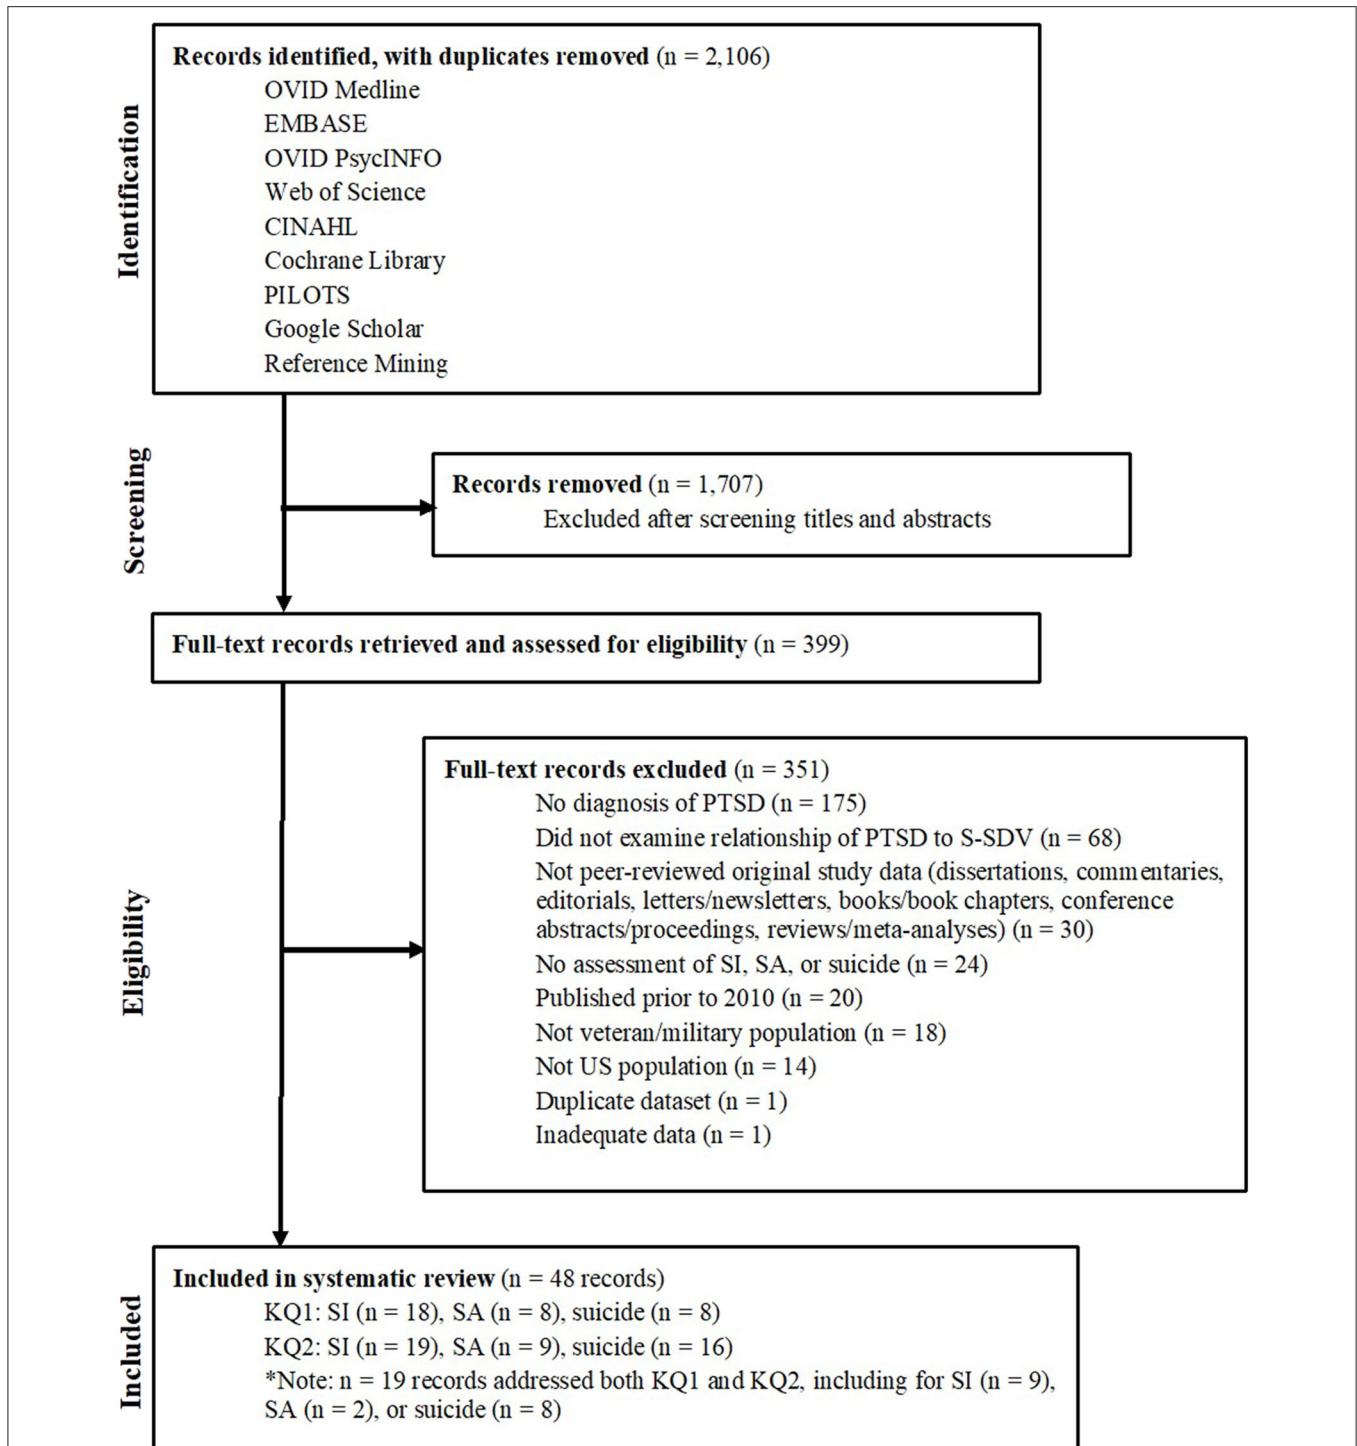 Identification
Records identified, with duplicates removed (n = 2,106)
OVID Medline
EMBASE
OVID PsycINFO
Web of Science
CINAHL
Cochrane Library
PILOTS
Google Scholar
Reference Mining
Screening
Records removed (n = 1,707)
Excluded after screening titles and abstracts
Full-text records retrieved and assessed for eligibility (n = 399)
Eligibility
Full-text records excluded (n = 351)
No diagnosis of PTSD (n = 175)
Did not examine relationship of PTSD to S-SDV (n = 68)
Not peer-reviewed original study data (dissertations, commentaries,
editorials, letters/newsletters, books/book chapters, conference
abstracts/proceedings, reviews/meta-analyses) (n = 30)
No assessment of SI, SA, or suicide (n = 24)
Published prior to 2010 (n = 20)
Not veteran/military population (n = 18)
Not US population (n = 14)
Duplicate dataset (n = 1)
Inadequate data (n = 1)
Included
Included in systematic review (n = 48 records)
KQ1: SI (n = 18), SA (n = 8), suicide (n = 8)
KQ2: SI (n = 19), SA (n = 9), suicide (n = 16)
*Note: n = 19 records addressed both KQ1 and KQ2, including for SI (n = 9),
SA (n = 2), or suicide (n = 8)